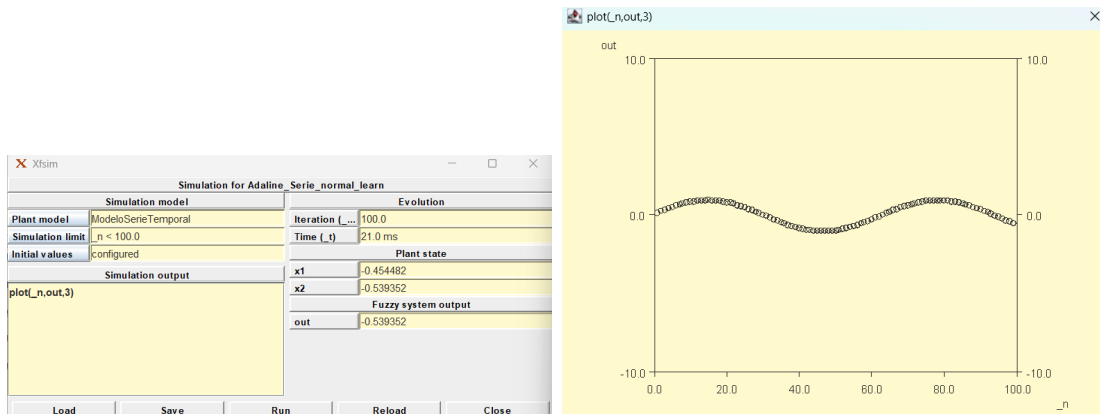 Xfsim
Simulation for Adaline_Serie_normal_learn
Simulation model
Plant model ModeloSerieTemporal
Simulation limit _n < 100.0
Initial values configured
Simulation output
plot(_n,out,3)
Evolution
Iteration (_... 100.0
Time (_t) 21.0 ms
Plant state
x1 -0.454482
x2 -0.539352
Fuzzy system output
out -0.539352
Load Save Run Reload Close
plot(_n,out,3)
out
10.0 10.0
0.0 0.0
-10.0 -10.0
0.0 20.0 40.0 60.0 80.0 100.0
_n